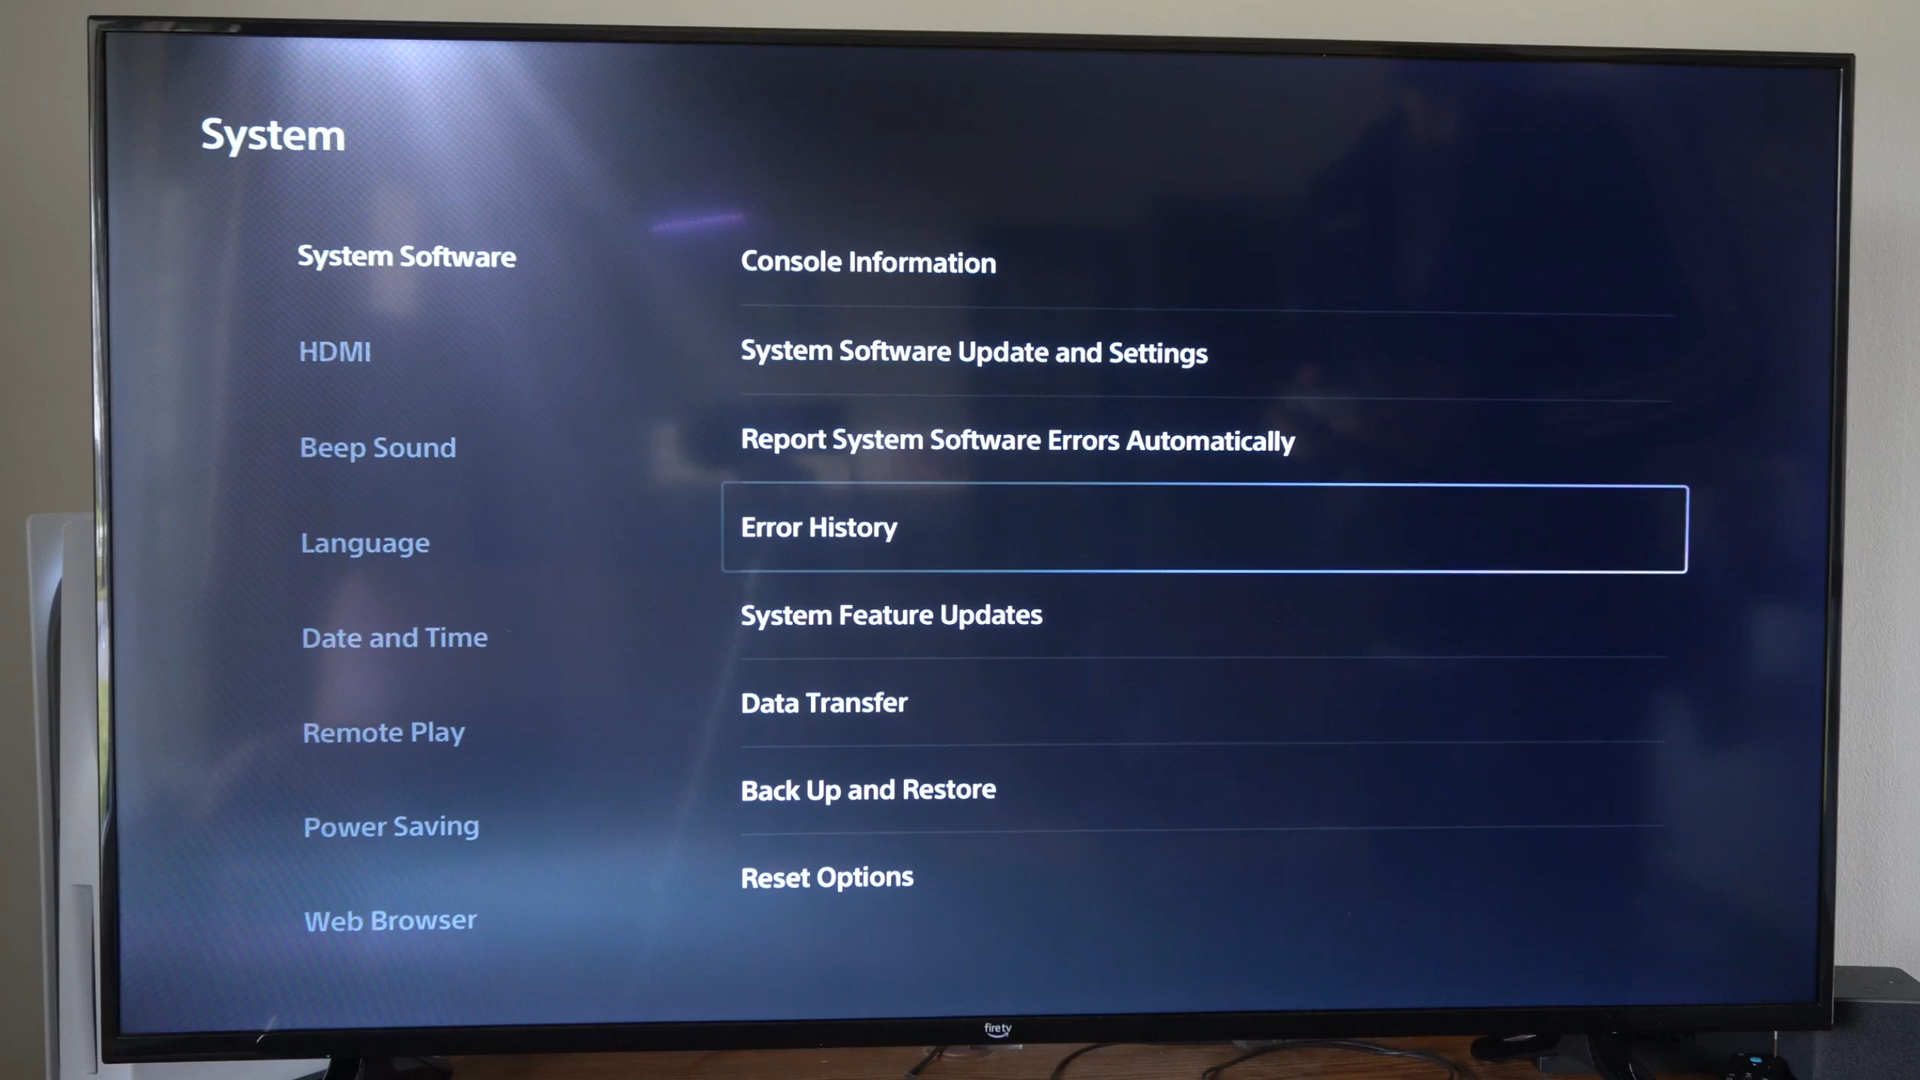 System
System Software
HDMI
Beep Sound
Language
Date and Time
Remote Play
Power Saving
Web Browser
Console Information
System Software Update and Settings
Report System Software Errors Automatically
Error History
System Feature Updates
Data Transfer
Back Up and Restore
Reset Options
firetv